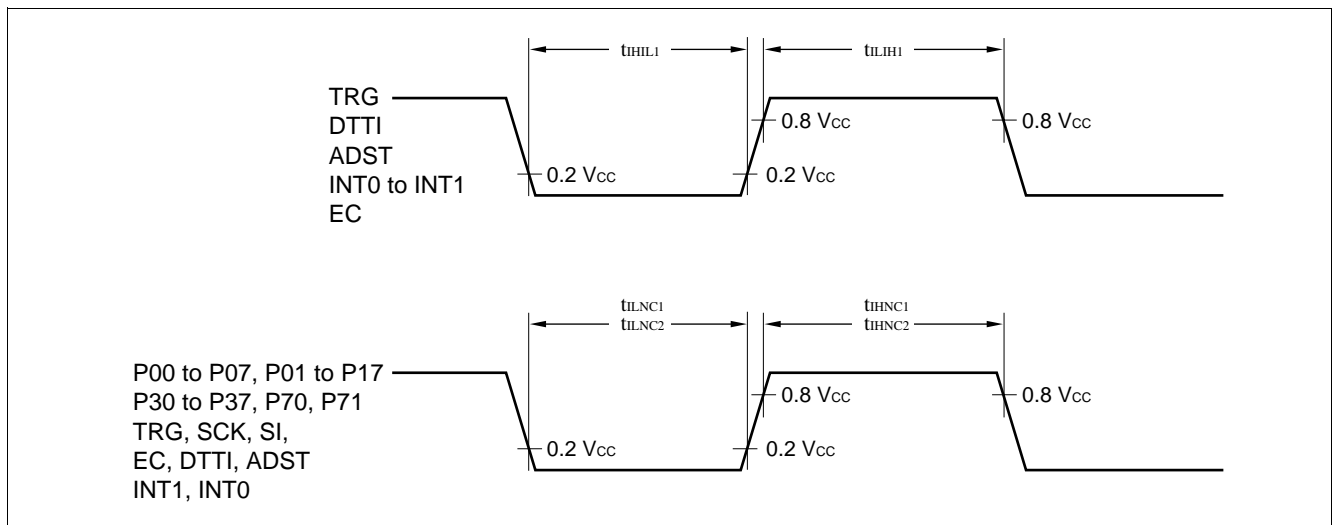 tIHIL1 tILIH1
TRG
DTTI
ADST
INT0 to INT1
EC
0.8 VCC 0.8 VCC
0.2 VCC 0.2 VCC
tILNC1 tIHNC1
tILNC2 tIHNC2
P00 to P07, P01 to P17
P30 to P37, P70, P71
TRG, SCK, SI,
EC, DTTI, ADST
INT1, INT0
0.8 VCC 0.8 VCC
0.2 VCC 0.2 VCC